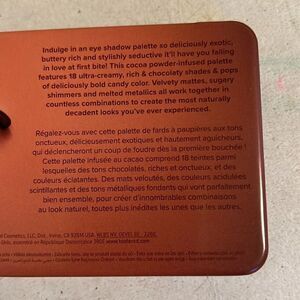 Indulge in an eye shadow palette so deliciously exotic,
buttery rich and stylishly seductive it'll have you falling
in love at first bite! This cocoa powder-infused palette
features 18 ultra-creamy, rich & chocolaty shades & pops
of deliciously bold candy color. Velvety mattes, sugary
shimmers and melted metallics all work together in
countless combinations to create the most naturally
decadent looks you've ever experienced.
Régalez-vous avec cette palette de fards à paupières aux tons
onctueux, délicieusement exotiques et hautement aguicheurs,
qui déclencheront un coup de foudre dès la première bouchée !
Cette palette infusée au cacao comprend 18 teintes parmi
lesquelles des tons chocolatés, riches et onctueux, et des
couleurs éclatantes. Des mats veloutés, des couleurs acidulées
scintillantes et des tons métalliques fondants qui vont parfaitement
bien ensemble, pour créer d'innombrables combinaisons
au look naturel, toutes plus inédites les unes que les autres.
Cosmetics, LLC, Dist., Irvine, CA 92614 USA.